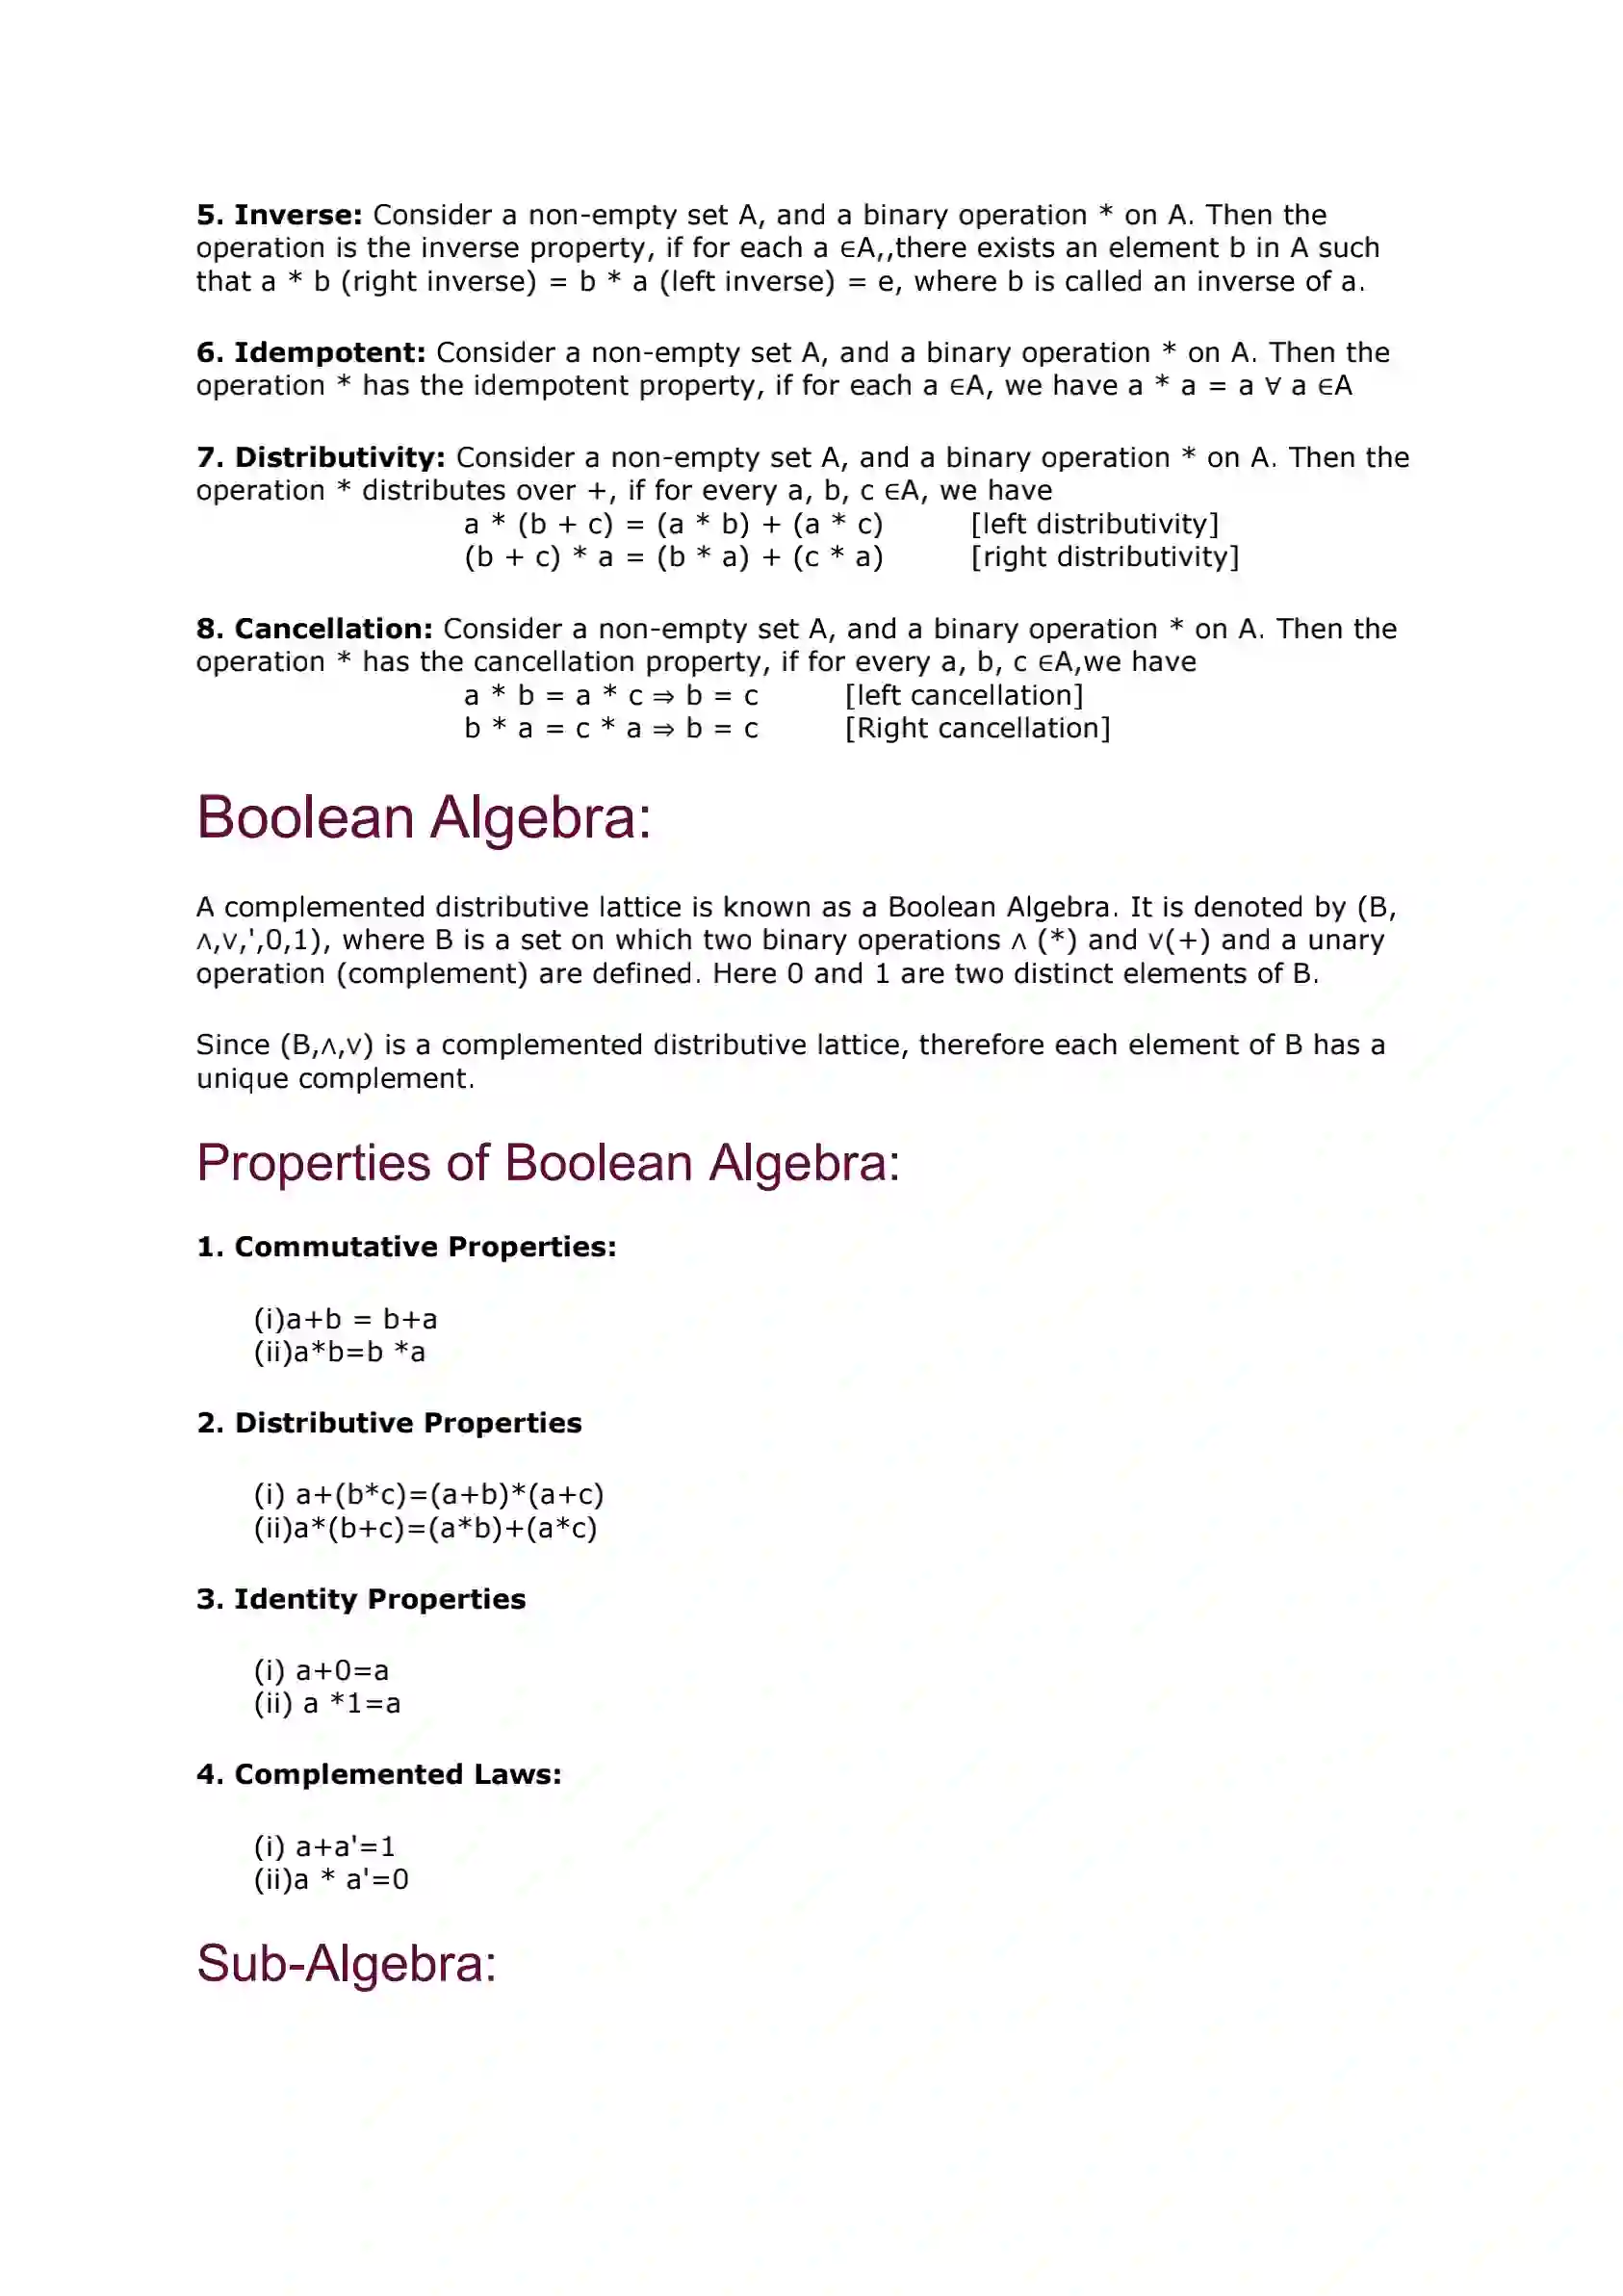 5. Inverse: Consider a non-empty set A, and a binary operation * on A. Then the
operation is the inverse property, if for each a ∈A,,there exists an element b in A such
that a * b (right inverse) = b * a (left inverse) = e, where b is called an inverse of a.
6. Idempotent: Consider a non-empty set A, and a binary operation * on A. Then the
operation * has the idempotent property, if for each a ∈A, we have a * a = a ∀ a ∈A
7. Distributivity: Consider a non-empty set A, and a binary operation * on A. Then the
operation * distributes over +, if for every a, b, c ∈A, we have
a * (b + c) = (a * b) + (a * c) [left distributivity]
(b + c) * a = (b * a) + (c * a) [right distributivity]
8. Cancellation: Consider a non-empty set A, and a binary operation * on A. Then the
operation * has the cancellation property, if for every a, b, c ∈A,we have
a * b = a * c ⇒ b = c [left cancellation]
b * a = c * a ⇒ b = c [Right cancellation]
Boolean Algebra:
A complemented distributive lattice is known as a Boolean Algebra. It is denoted by (B,
∧,∨,',0,1), where B is a set on which two binary operations ∧ (*) and ∨(+) and a unary
operation (complement) are defined. Here 0 and 1 are two distinct elements of B.
Since (B,∧,∨) is a complemented distributive lattice, therefore each element of B has a
unique complement.
Properties of Boolean Algebra:
1. Commutative Properties:
(i)a+b = b+a
(ii)a*b=b *a
2. Distributive Properties
(i) a+(b*c)=(a+b)*(a+c)
(ii)a*(b+c)=(a*b)+(a*c)
3. Identity Properties
(i) a+0=a
(ii) a *1=a
4. Complemented Laws:
(i) a+a'=1
(ii)a * a'=0
Sub-Algebra: